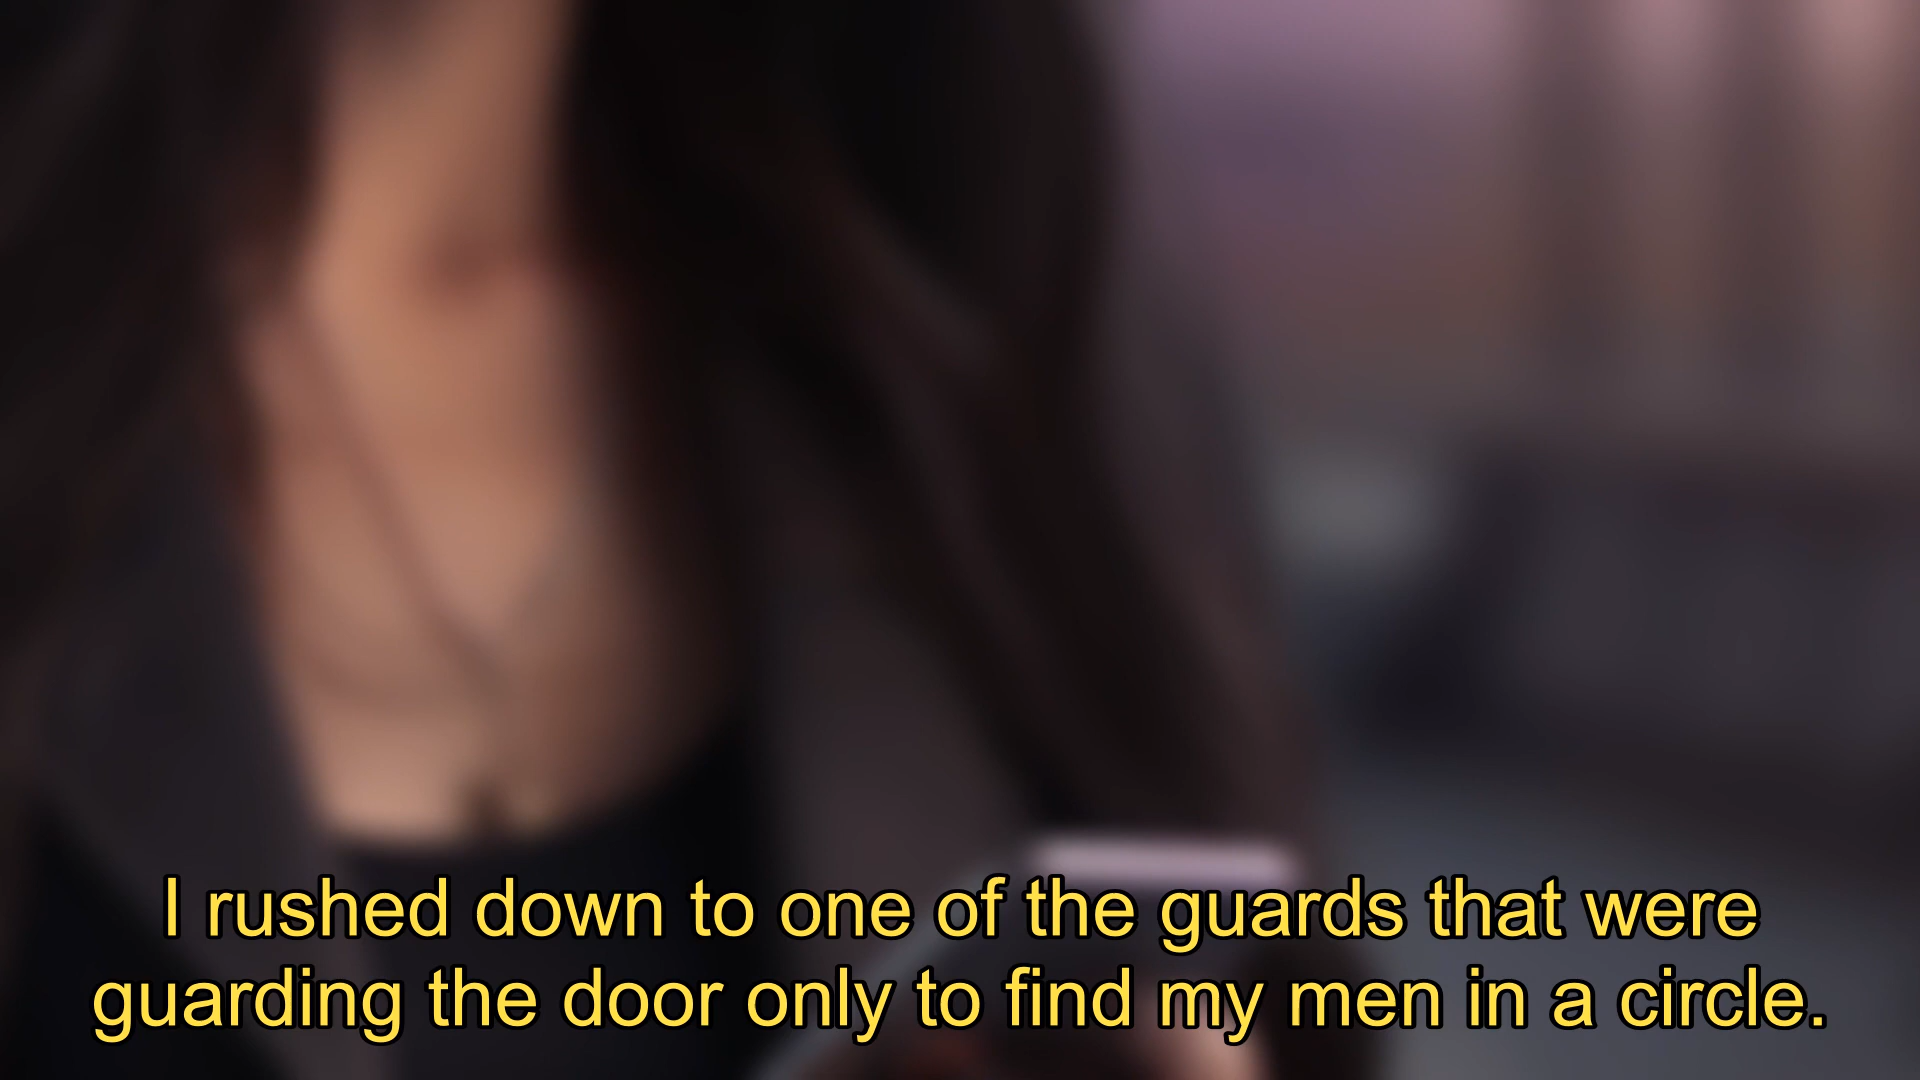 I rushed down to one of the guards that were
guarding the door only to find my men in a circle.